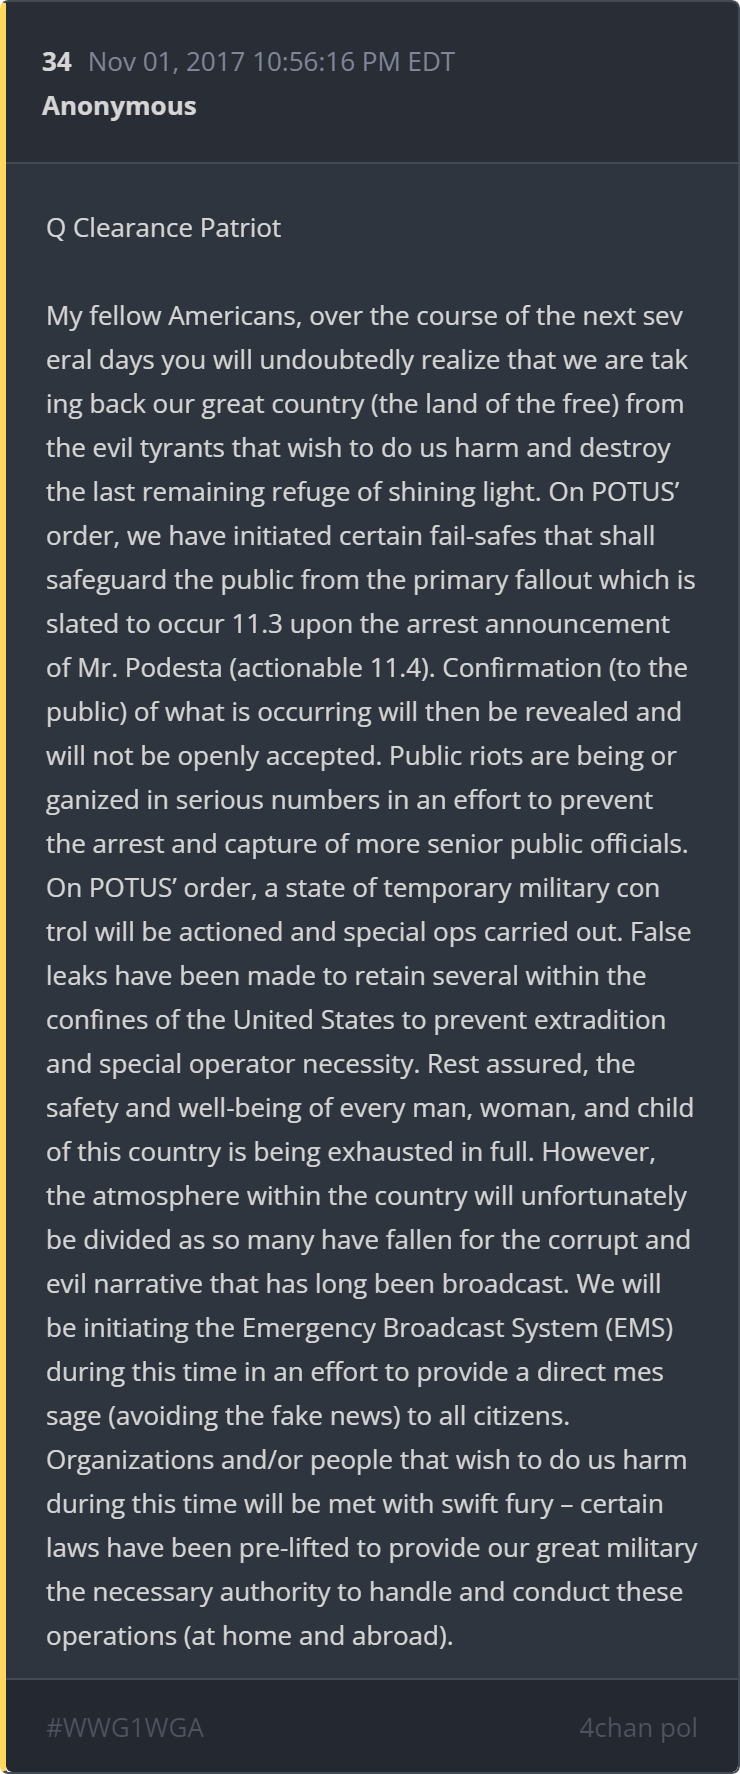 34 Nov 01, 2017 10:56:16 PM EDT
Anonymous
Q Clearance Patriot
My fellow Americans, over the course of the next sev
eral days you will undoubtedly realize that we are tak
ing back our great country (the land of the free) from
the evil tyrants that wish to do us harm and destroy
the last remaining refuge of shining light. On POTUS’
order, we have initiated certain fail-safes that shall
safeguard the public from the primary fallout which is
slated to occur 11.3 upon the arrest announcement
of Mr. Podesta (actionable 11.4). Confirmation (to the
public) of what is occurring will then be revealed and
will not be openly accepted. Public riots are being or
ganized in serious numbers in an effort to prevent
the arrest and capture of more senior public officials.
On POTUS’ order, a state of temporary military con
trol will be actioned and special ops carried out. False
leaks have been made to retain several within the
confines of the United States to prevent extradition
and special operator necessity. Rest assured, the
safety and well-being of every man, woman, and child
of this country is being exhausted in full. However,
the atmosphere within the country will unfortunately
be divided as so many have fallen for the corrupt and
evil narrative that has long been broadcast. We will
be initiating the Emergency Broadcast System (EMS)
during this time in an effort to provide a direct mes
sage (avoiding the fake news) to all citizens.
Organizations and/or people that wish to do us harm
during this time will be met with swift fury – certain
laws have been pre-lifted to provide our great military
the necessary authority to handle and conduct these
operations (at home and abroad).
#WWG1WGA 4chan pol